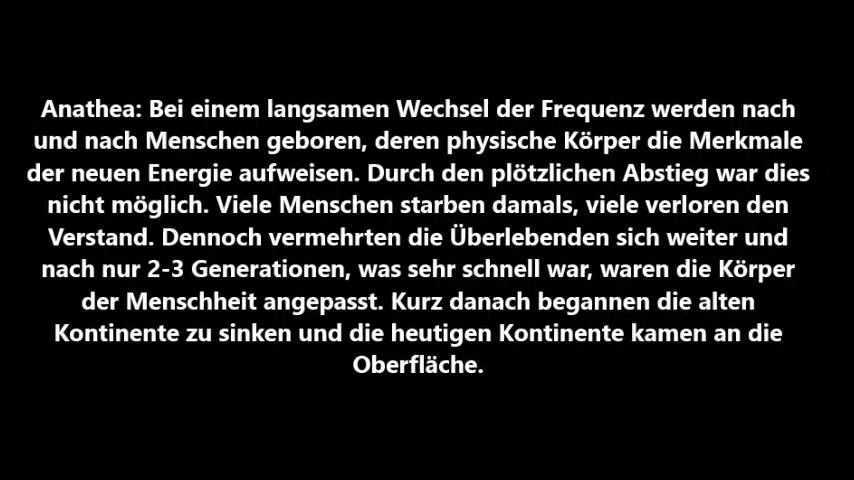 Anathea: Bei einem langsamen Wechsel der Frequenz werden nach
und nach Menschen geboren, deren physische Körper die Merkmale
der neuen Energie aufweisen. Durch den plötzlichen Abstieg war dies
nicht möglich. Viele Menschen starben damals, viele verloren den
Verstand. Dennoch vermehrten die Überlebenden sich weiter und
nach nur 2-3 Generationen, was sehr schnell war, waren die Körper
der Menschheit angepasst. Kurz danach begannen die alten
Kontinente zu sinken und die heutigen Kontinente kamen an die
Oberfläche.